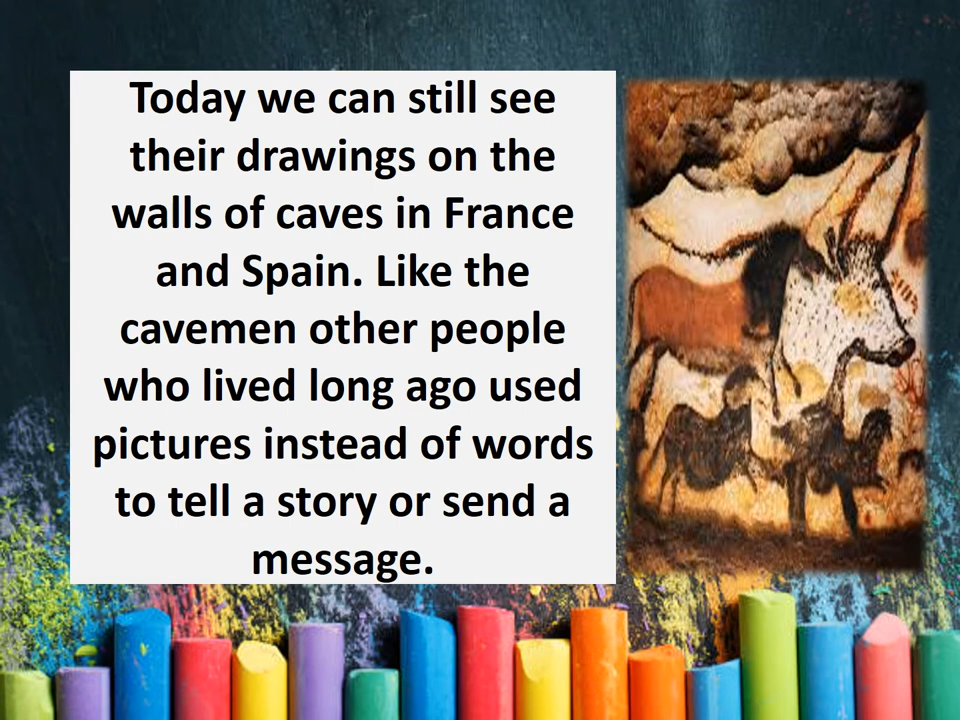 Today we can still see
their drawings on the
walls of caves in France
and Spain. Like the
cavemen other people
who lived long ago used
pictures instead of words
to tell a story or send a
message.